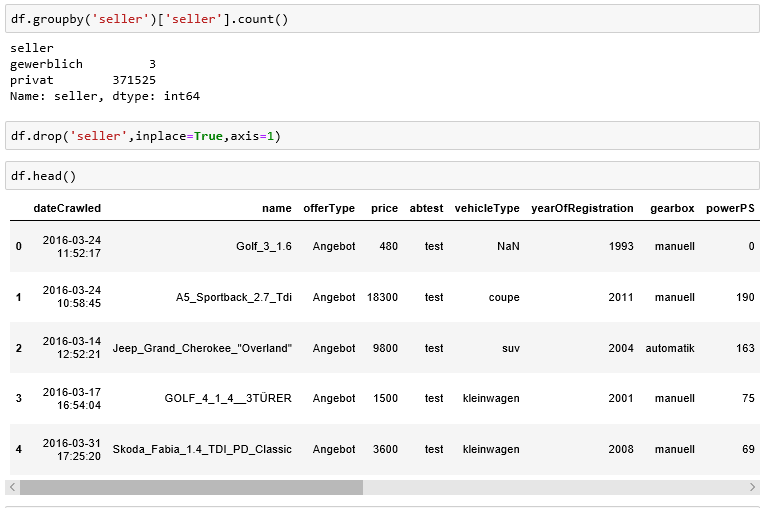 df.groupby('seller')['seller'].count()
seller
gewerblich 3
privat 371525
Name: seller, dtype: int64
df.drop('seller',inplace=True,axis=1)
df.head()
dateCrawled name offerType price abtest vehicleType yearOfRegistration gearbox powerPS
0 2016-03-24 11:52:17 Golf_3_1.6 Angebot 480 test NaN 1993 manuell 0
1 2016-03-24 10:58:45 A5_Sportback_2.7_Tdi Angebot 18300 test coupe 2011 manuell 190
2 2016-03-14 12:52:21 Jeep_Grand_Cherokee_"Overland" Angebot 9800 test suv 2004 automatik 163
3 2016-03-17 16:54:04 GOLF_4_1_4__3TÜRER Angebot 1500 test kleinwagen 2001 manuell 75
4 2016-03-31 17:25:20 Skoda_Fabia_1.4_TDI_PD_Classic Angebot 3600 test kleinwagen 2008 manuell 69